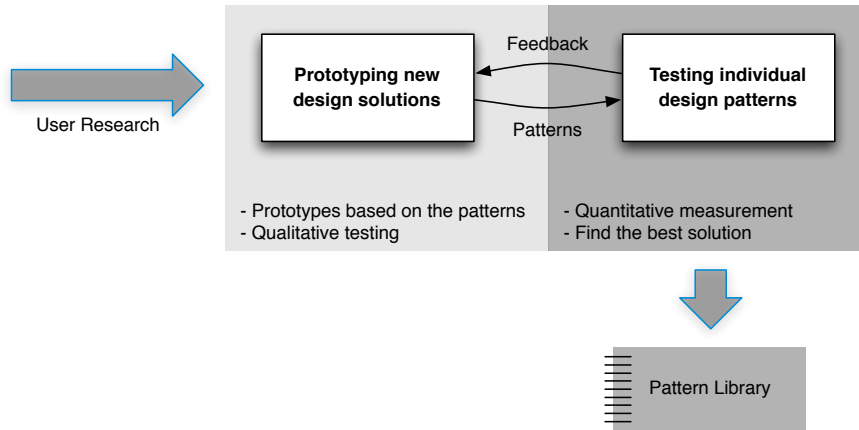 User Research
Prototyping new
design solutions
Feedback
Patterns
Testing individual
design patterns
- Prototypes based on the patterns
- Qualitative testing
- Quantitative measurement
- Find the best solution
Pattern Library